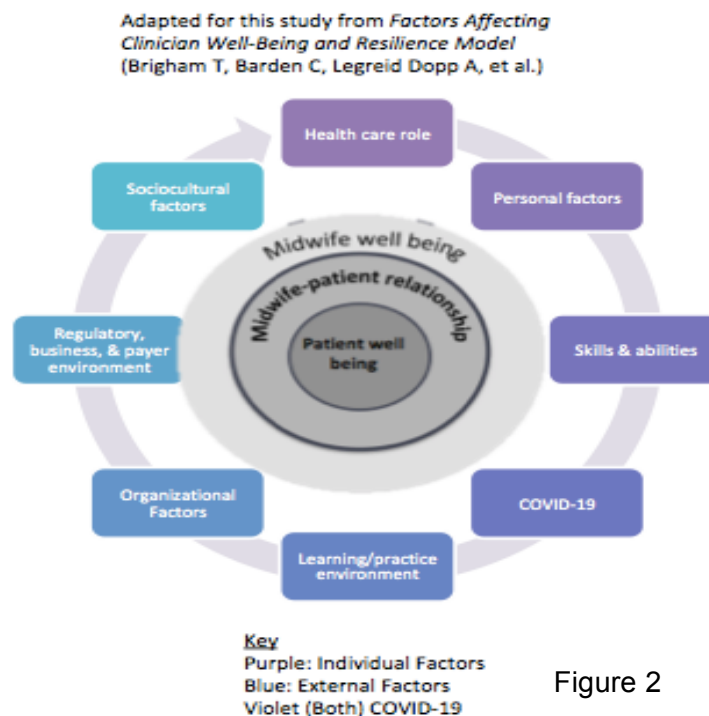 Adapted for this study from Factors Affecting
Clinician Well-Being and Resilience Model
(Brigham T, Barden C, Legreid Dopp A, et al.)
Health care role
Sociocultural
factors
Personal factors
Midwife well being
Midwife-patient relationship
Patient well
being
Regulatory,
business, & payer
environment
Skills & abilities
Organizational
Factors
COVID-19
Learning/practice
environment
Key
Purple: Individual Factors
Blue: External Factors
Violet (Both) COVID-19
Figure 2